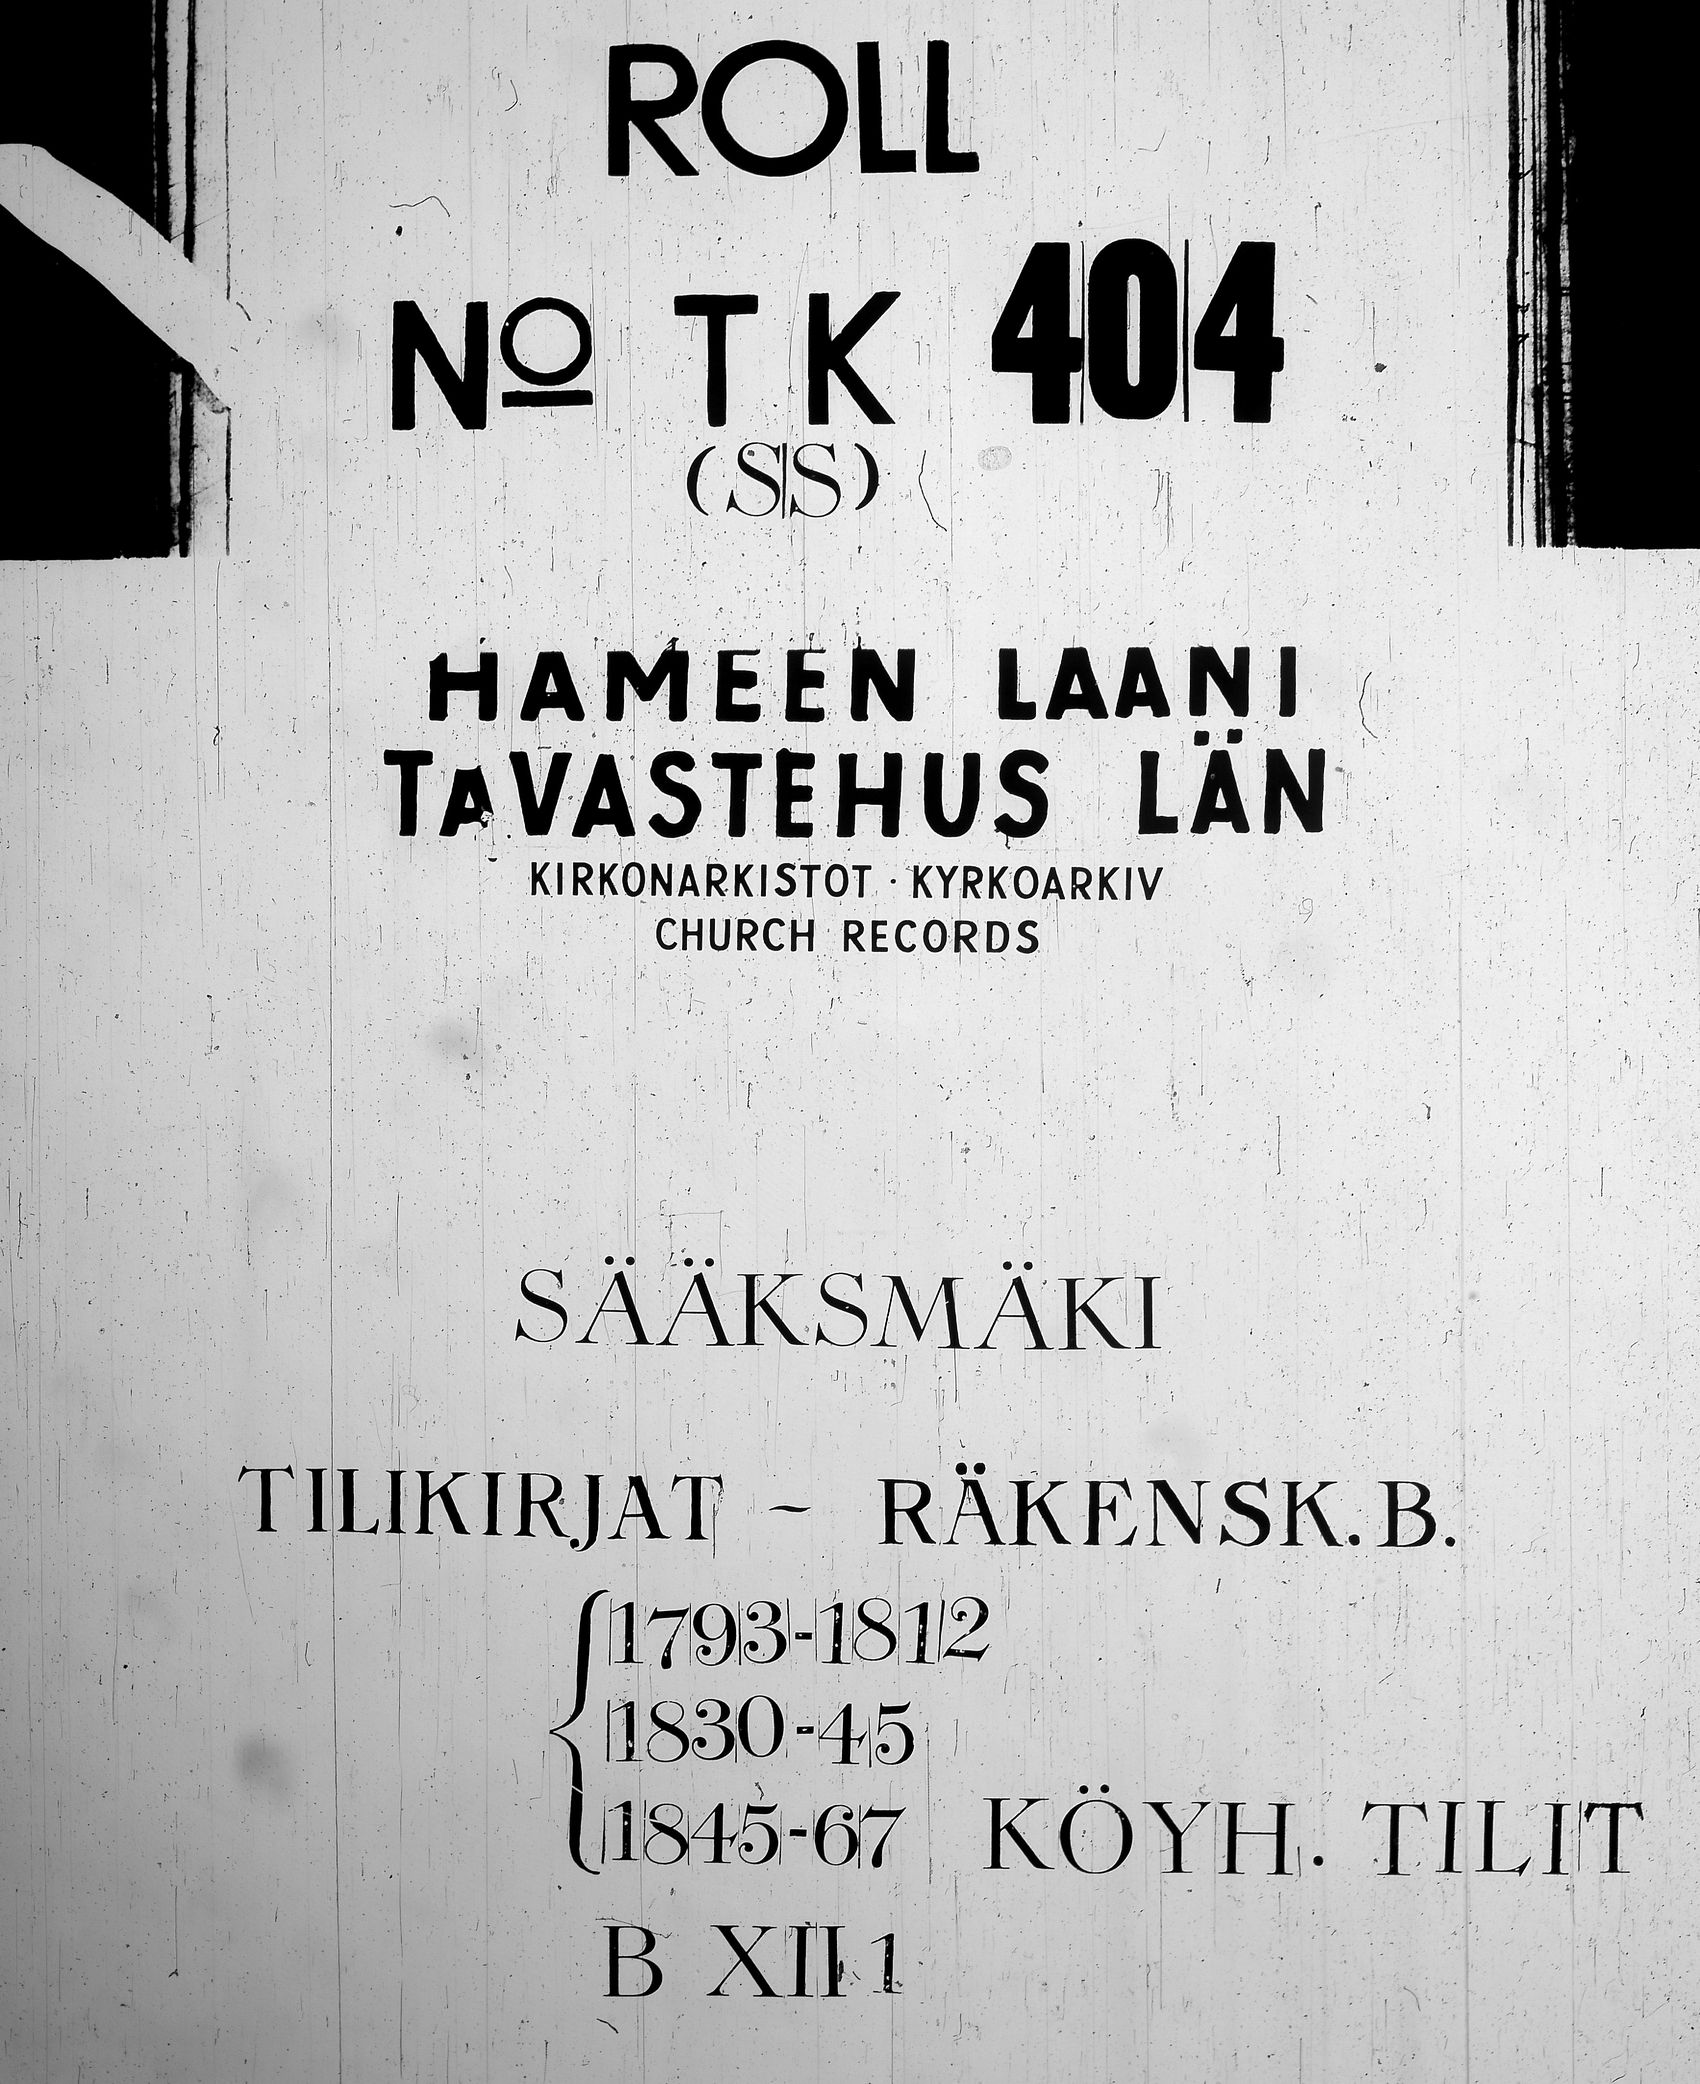 ROLL
Nº TK 404
(SS)
HAMEEN LAANI
TAVASTEHUS LÄN
KIRKONARKISTOT · KYRKOARKIV
CHURCH RECORDS
SÄÄKSMÄKI
TILIKIRJAT - RÄKENSK. B.
1793-1812
1830-45
1845-67 KÖYH. TILIT
B XII 1